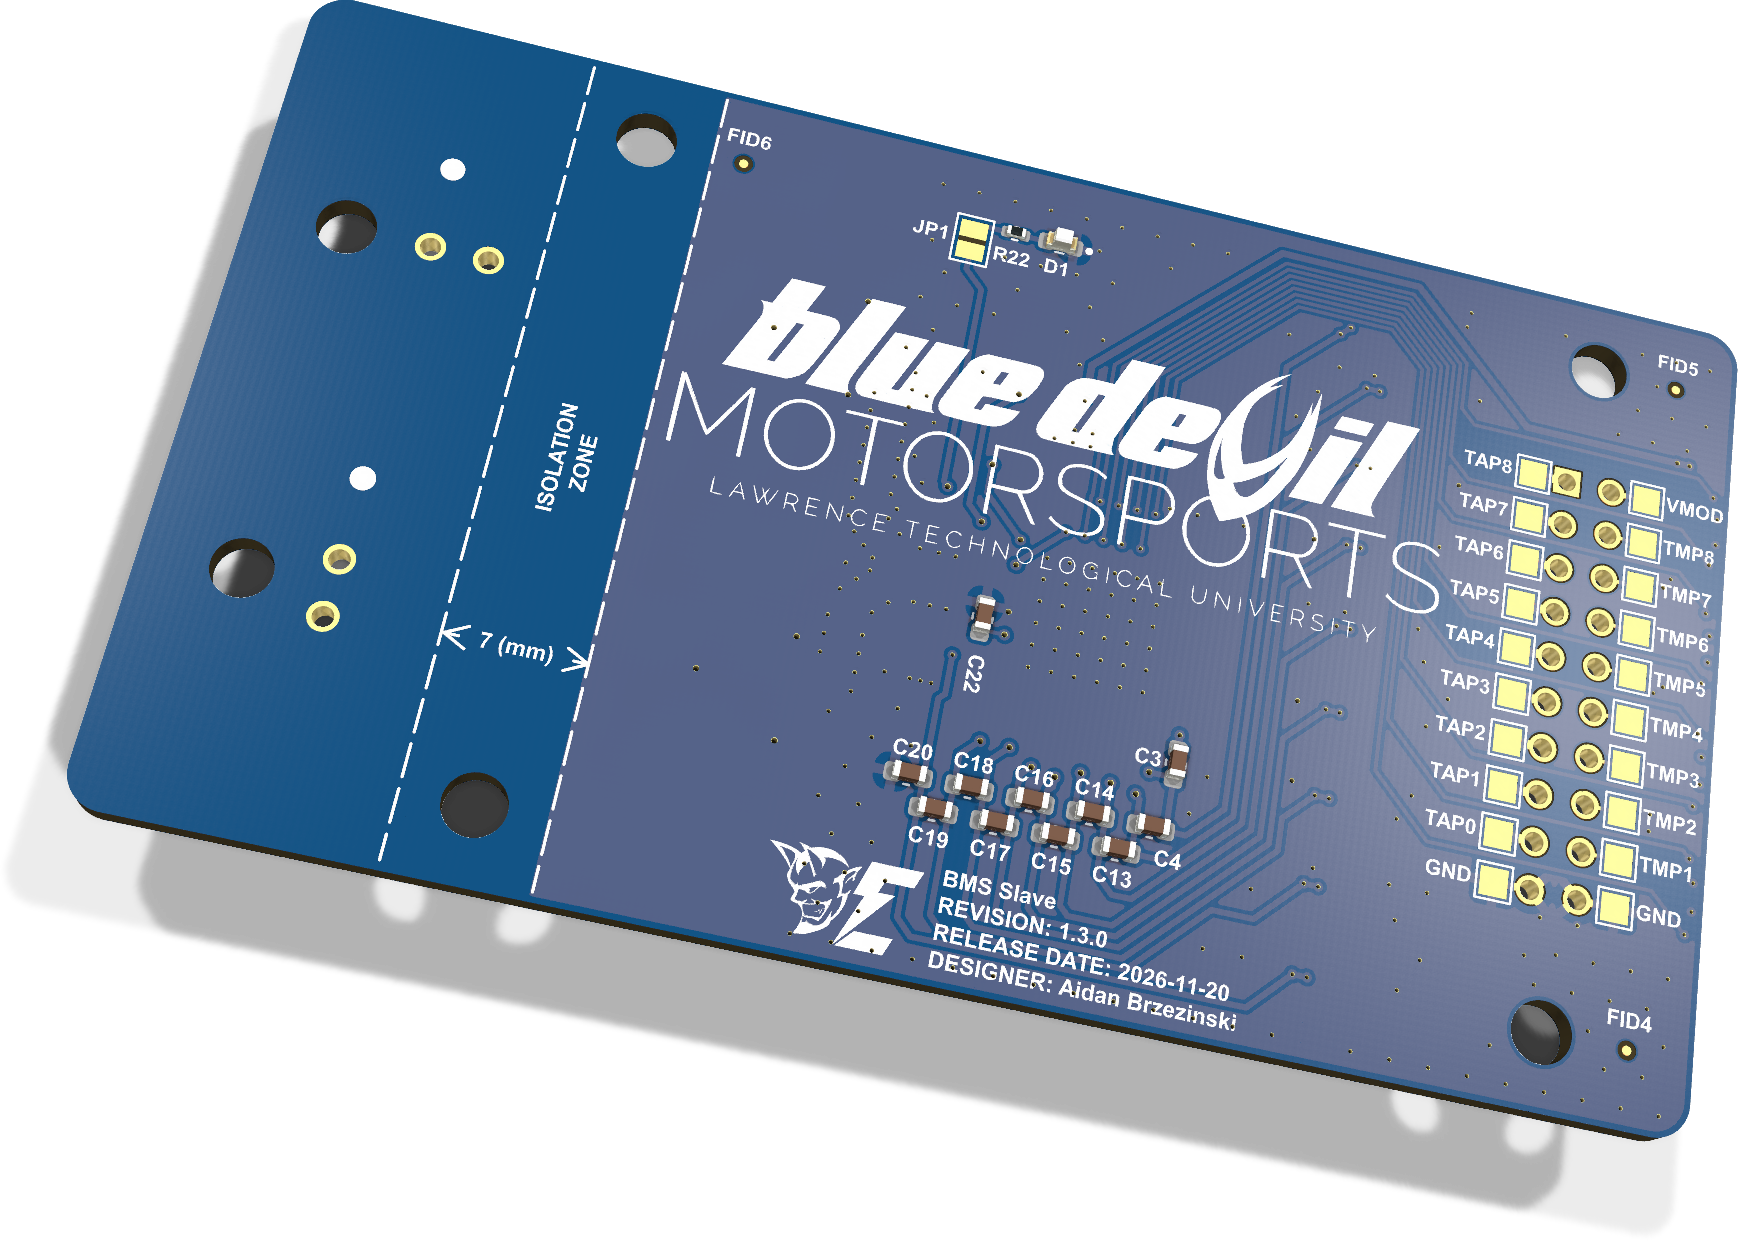 FID6
JP1
R22
D1
FID5
blue devil
MOTORSPORTS
LAWRENCE TECHNOLOGICAL UNIVERSITY
ISOLATION
ZONE
7 (mm)
TAP8
VMOD
TAP7
TMP8
TAP6
TMP7
TAP5
TMP6
TAP4
TMP5
TAP3
TMP4
TAP2
TMP3
TAP1
TMP2
TAP0
TMP1
GND
GND
C22
C20
C18
C16
C14
C3
C19
C17
C15
C13
C4
BMS Slave
REVISION: 1.3.0
RELEASE DATE: 2026-11-20
DESIGNER: Aidan Brzezinski
FID4